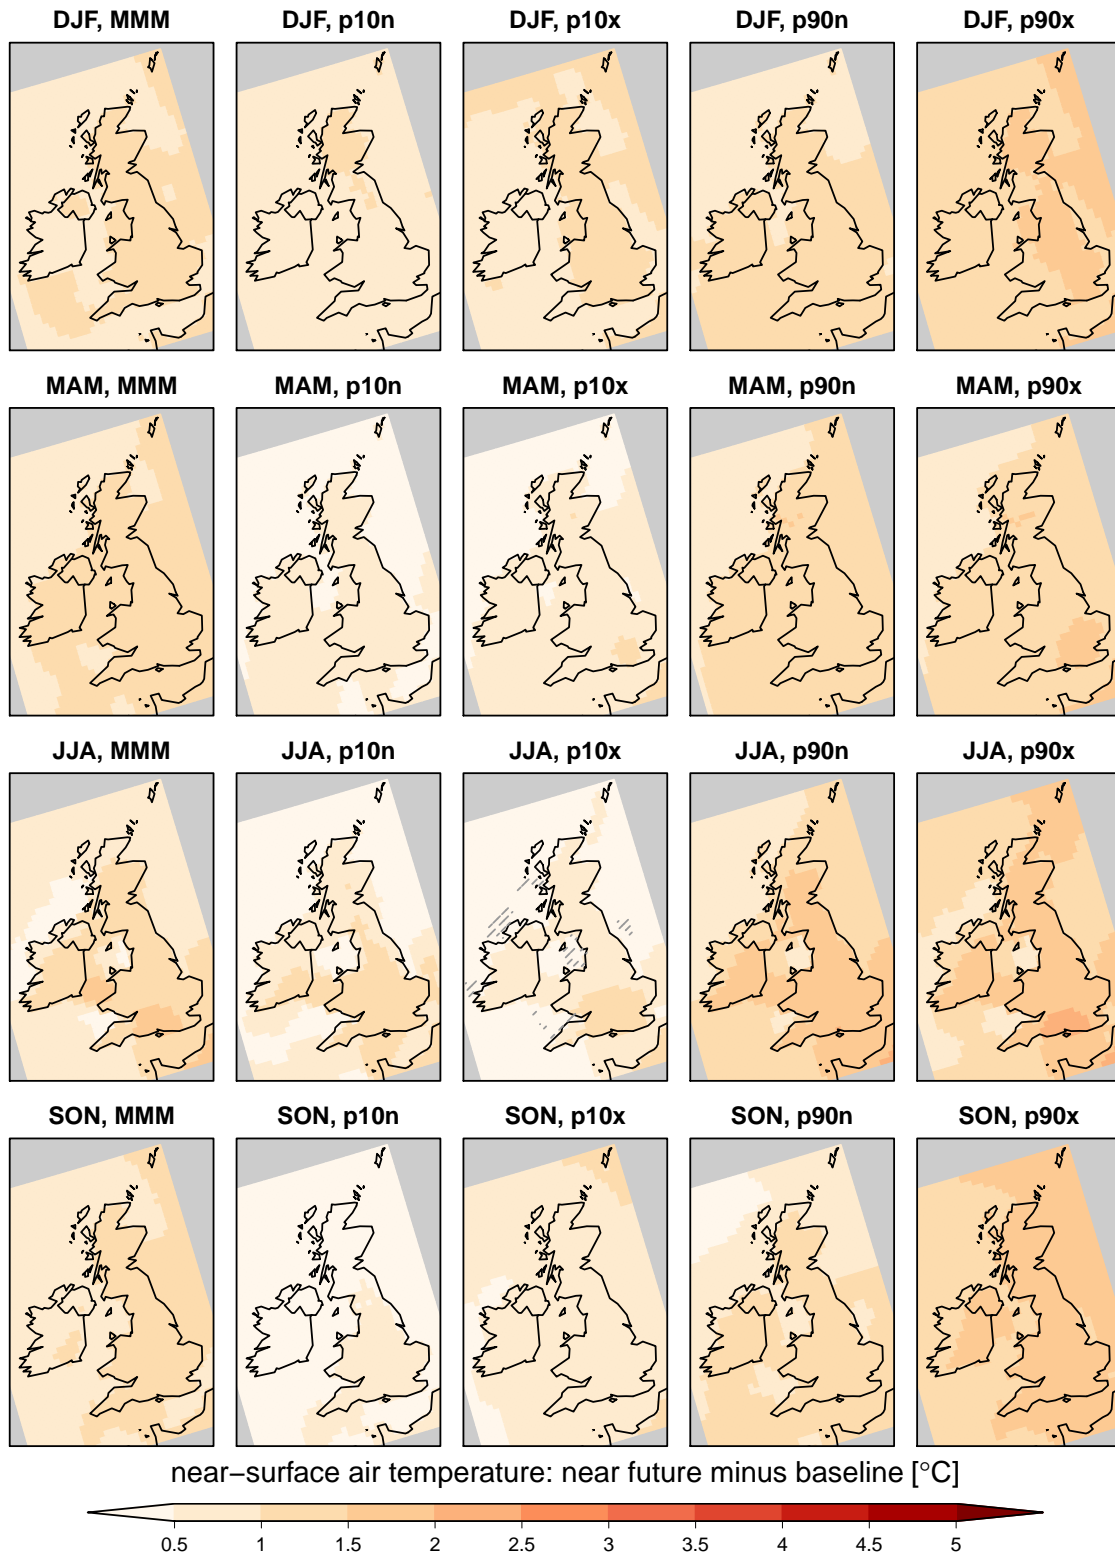 DJF, MMM DJF, p10n DJF, p10x DJF, p90n DJF, p90x
MAM, MMM MAM, p10n MAM, p10x MAM, p90n MAM, p90x
JJA, MMM JJA, p10n JJA, p10x JJA, p90n JJA, p90x
SON, MMM SON, p10n SON, p10x SON, p90n SON, p90x
near−surface air temperature: near future minus baseline [°C]
0.5 1 1.5 2 2.5 3 3.5 4 4.5 5